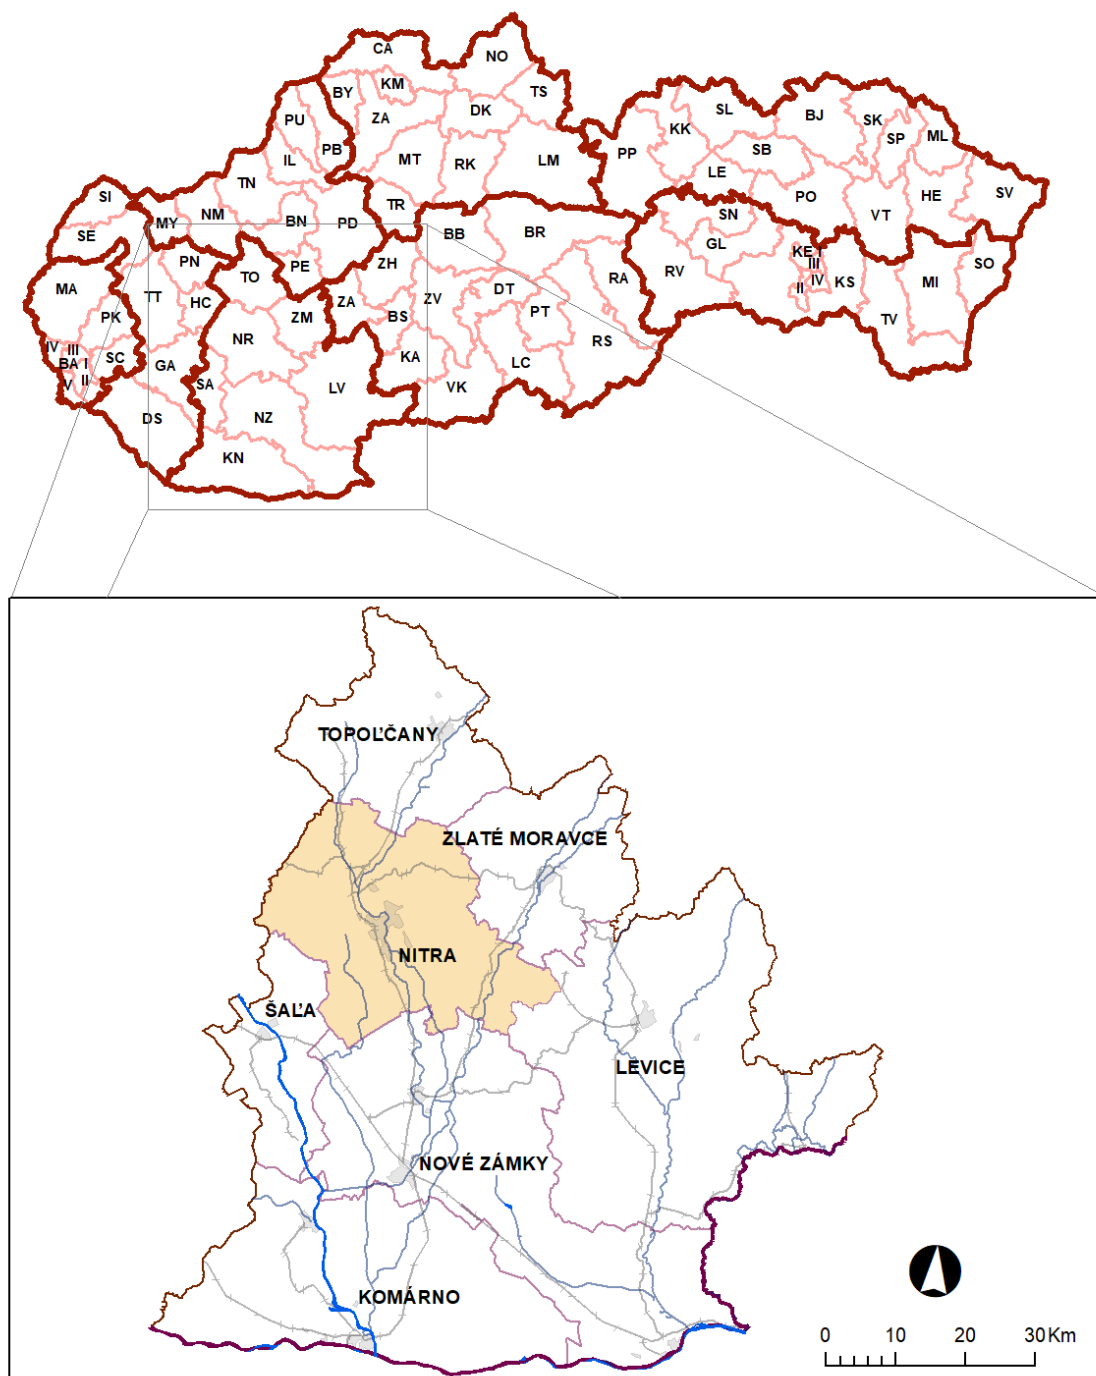 CA
NO
BY
KM
TS
PU
ZA
DK
SL
BJ
SK
KK
SP
ML
PB
IL
MT
RK
LM
PP
SB
LE
TN
SI
TR
PO
HE
SV
MY
NM
BN
PD
SN
VT
SE
BB
BR
GL
PN
PE
ZH
KE I
III
RV
SO
MA
TT
TO
RA
IV
KS
MI
HC
ZA
ZV
DT
II
PK
ZM
BS
PT
TV
NR
RS
IV
III
SC
GA
KA
LC
BA
I
V
II
SA
LV
VK
DS
NZ
KN
TOPOĽČANY
ZLATÉ MORAVCE
NITRA
ŠAĽA
LEVICE
NOVÉ ZÁMKY
KOMÁRNO
0 10 20 30 Km